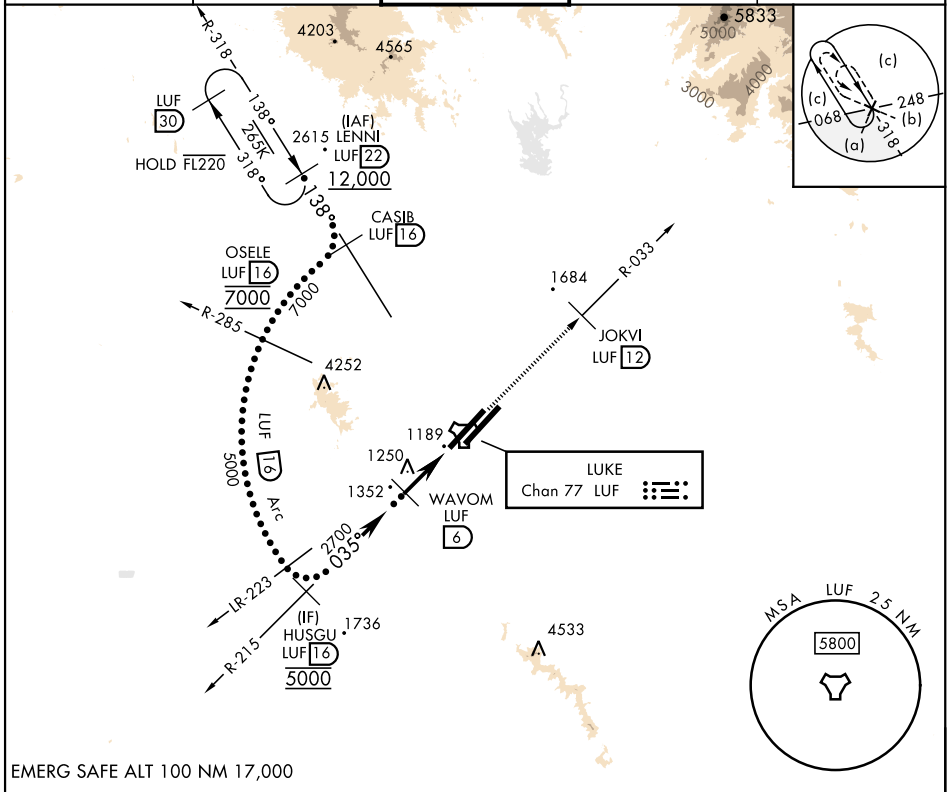 5833
5000
4203
4565
R-318
4000
3000
(c)
(c)
248
068
(b)
(a)
318
LUF
30
138°
265K
318°
HOLD FL220
(IAF)
2615 LENNI
LUF 22
12,000
138°
CASIB
LUF 16
OSELE
LUF 16
7000
7000
R-285
R-033
1684
JOKVI
LUF 12
4252
LUF 16 Arc
5000
1189
1250
1352
WAVOM
LUF
6
LUKE
Chan 77 LUF
2700
035°
LR-223
R-215
(IF)
HUSGU
LUF 16
5000
1736
4533
MSA LUF 25 NM
5800
EMERG SAFE ALT 100 NM 17,000